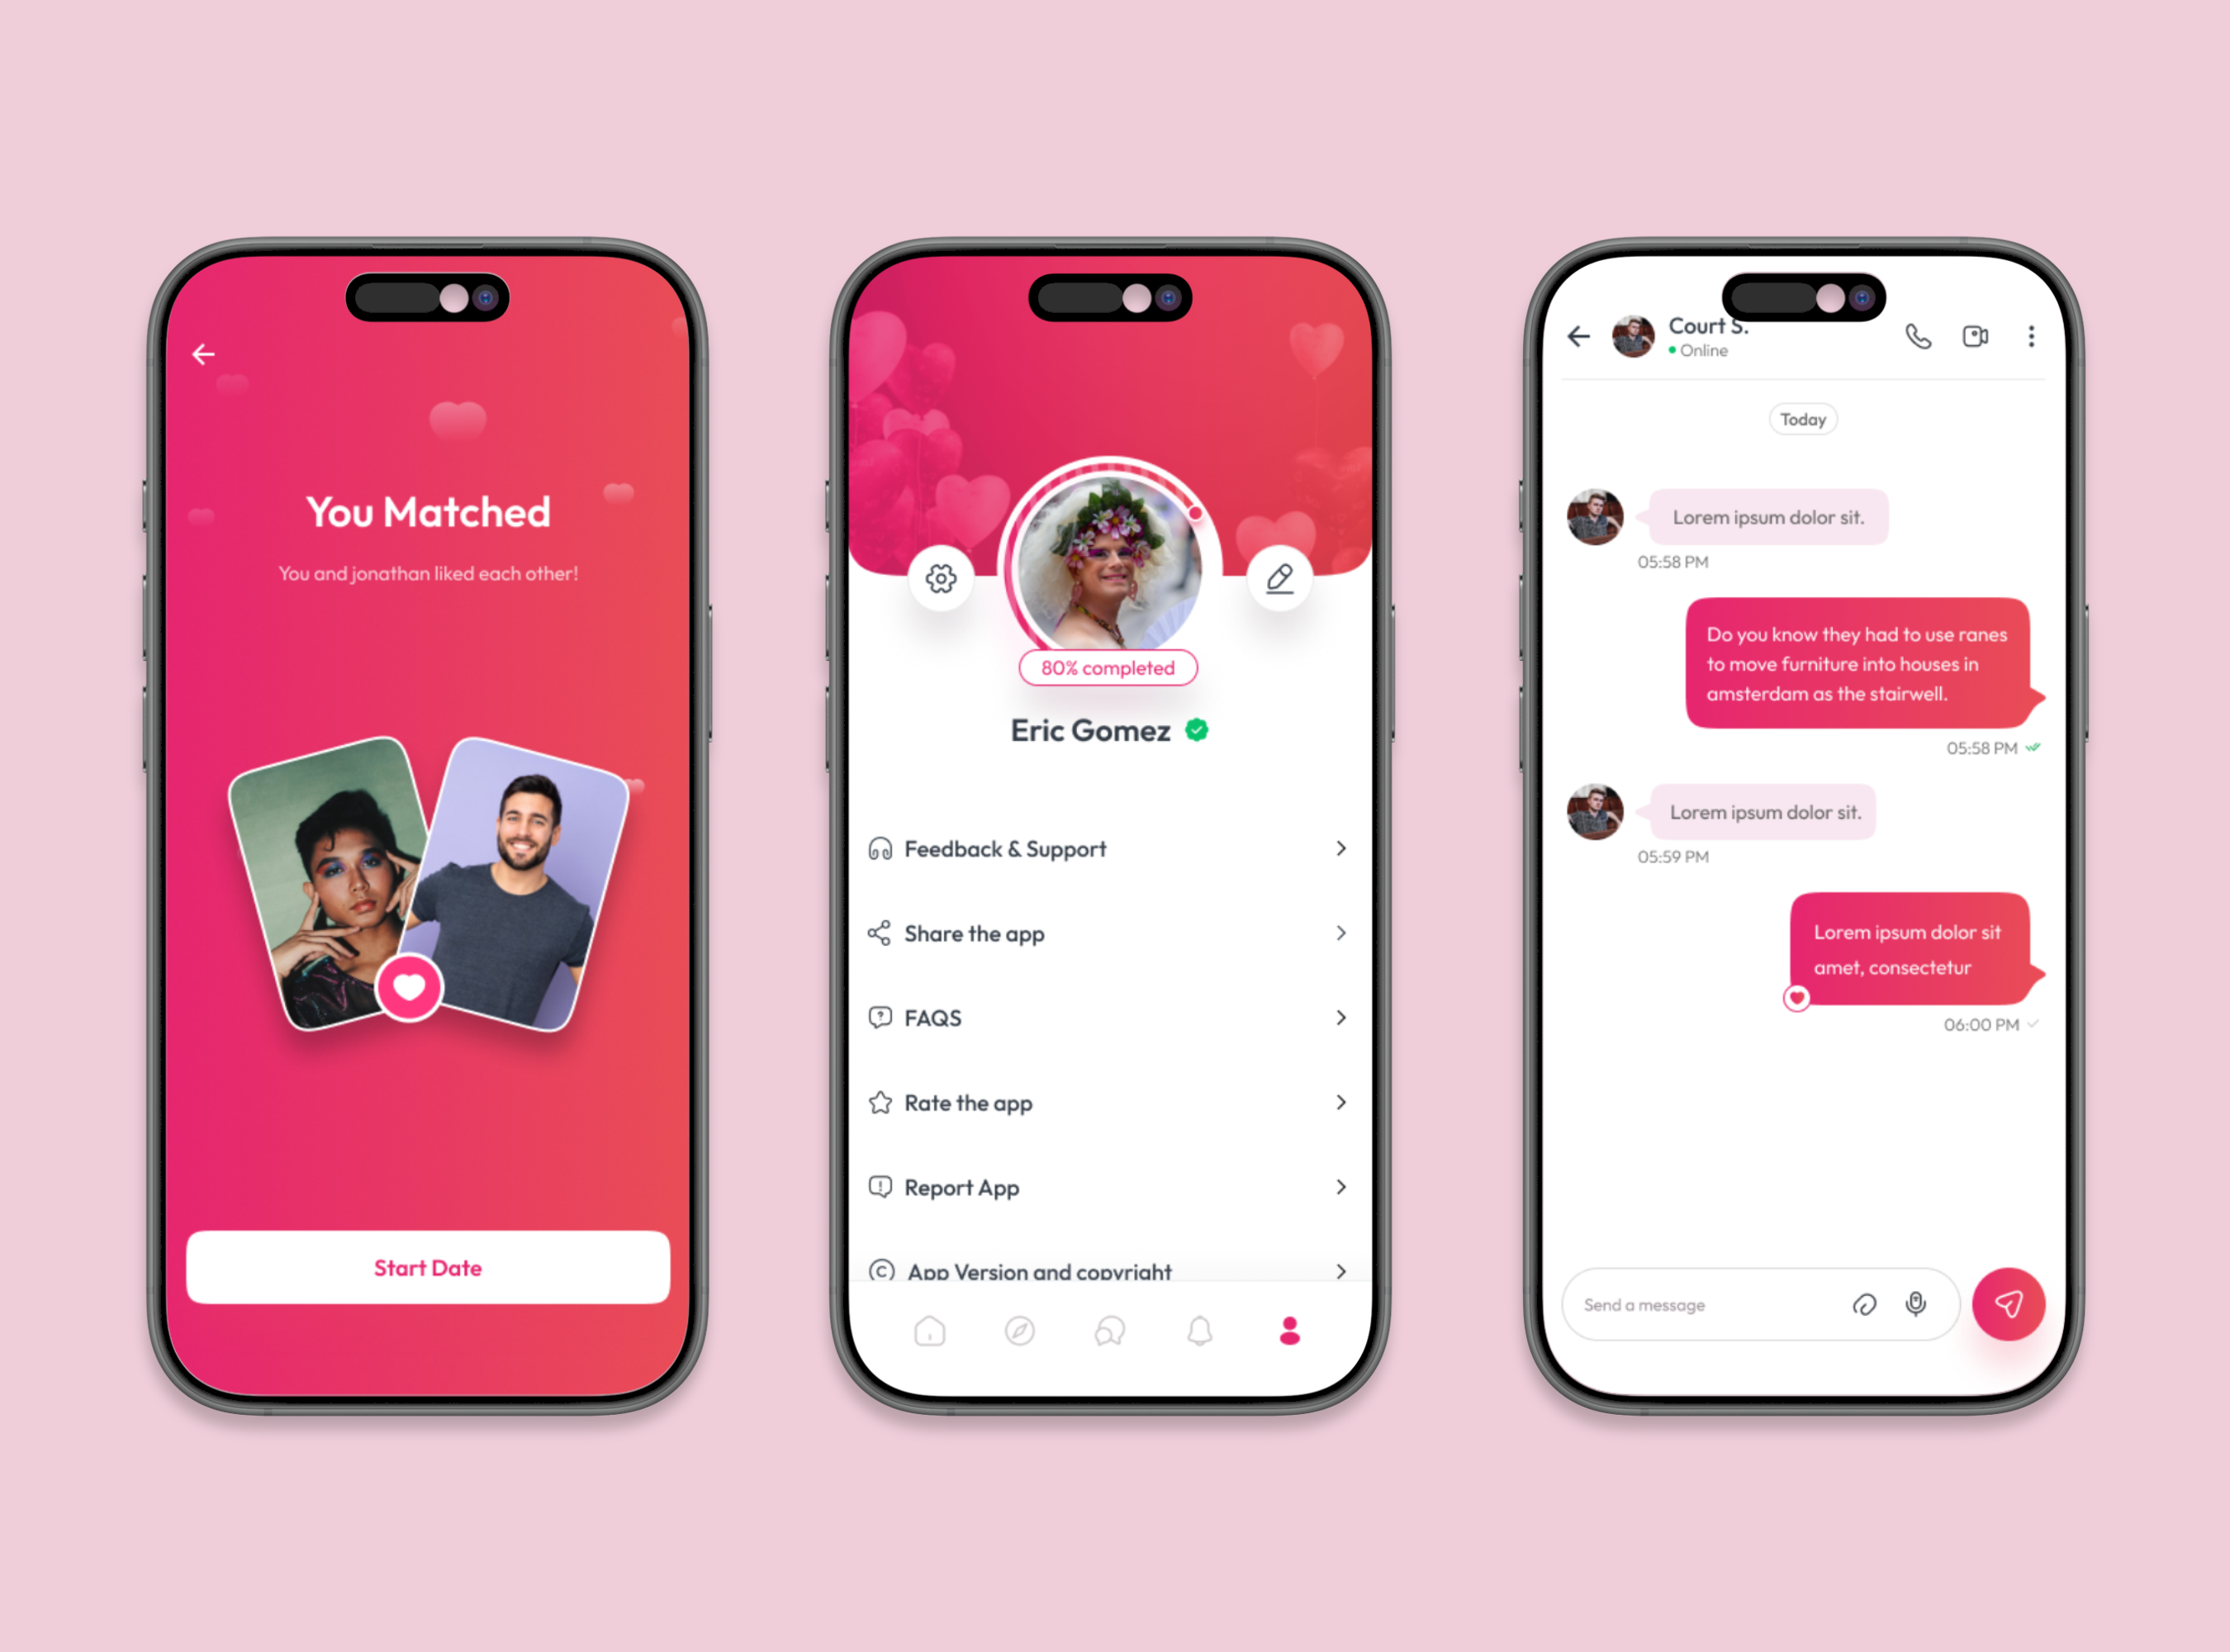 You Matched
You and jonathan liked each other!
Start Date
80% completed
Eric Gomez
Feedback & Support
Share the app
FAQS
Rate the app
Report App
App Version and copyright
Court S.
Online
Today
Lorem ipsum dolor sit.
05:58 PM
Do you know they had to use ranes
to move furniture into houses in
amsterdam as the stairwell.
05:58 PM
Lorem ipsum dolor sit.
05:59 PM
Lorem ipsum dolor sit
amet, consectetur
06:00 PM
Send a message